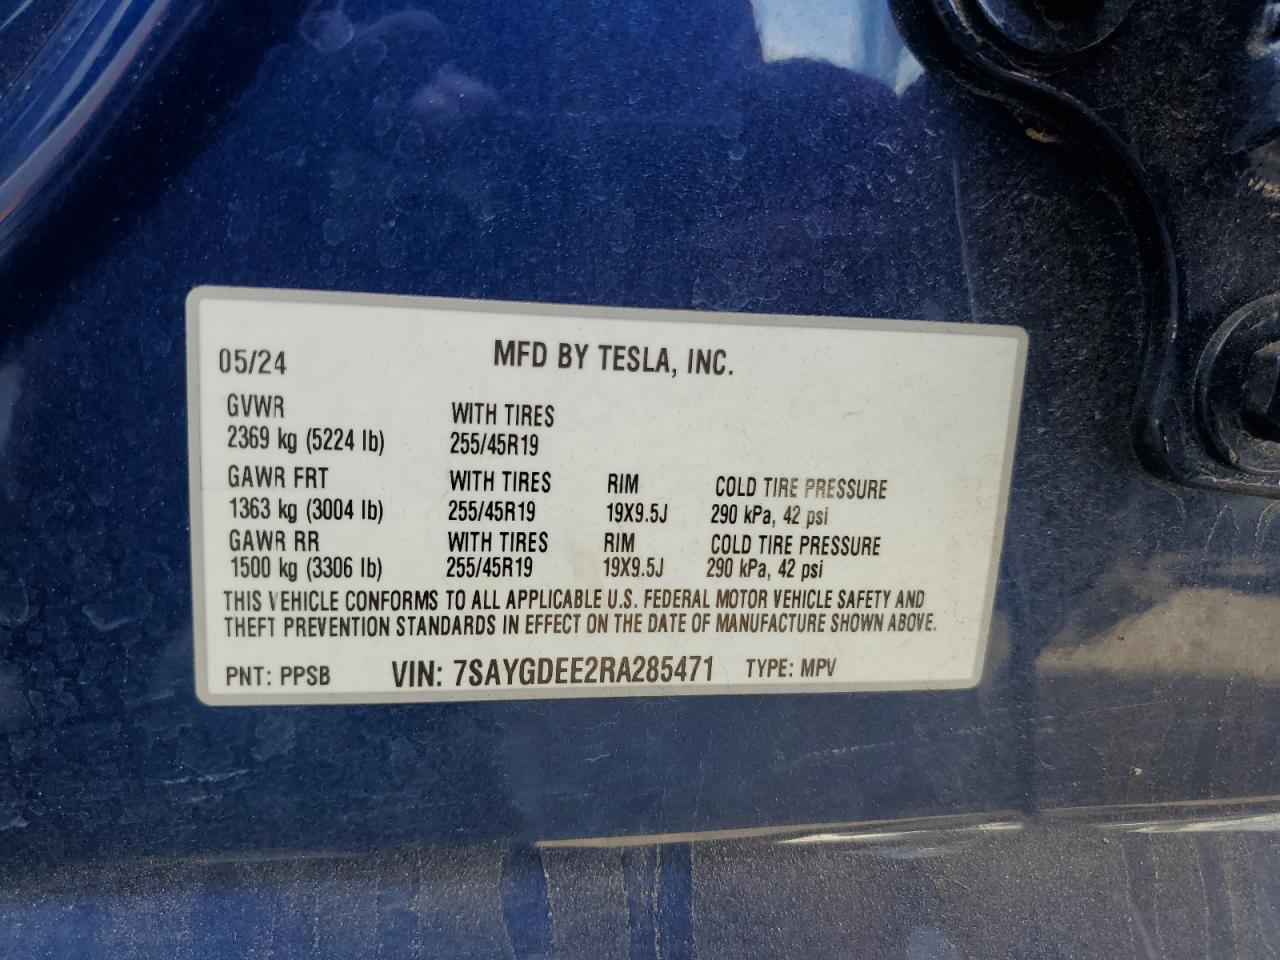 05/24 MFD BY TESLA, INC.
GVWR WITH TIRES
2369 kg (5224 lb) 255/45R19
GAWR FRT WITH TIRES RIM COLD TIRE PRESSURE
1363 kg (3004 lb) 255/45R19 19X9.5J 290 kPa, 42 psi
GAWR RR WITH TIRES RIM COLD TIRE PRESSURE
1500 kg (3306 lb) 255/45R19 19X9.5J 290 kPa, 42 psi
THIS VEHICLE CONFORMS TO ALL APPLICABLE U.S. FEDERAL MOTOR VEHICLE SAFETY AND
THEFT PREVENTION STANDARDS IN EFFECT ON THE DATE OF MANUFACTURE SHOWN ABOVE.
PNT: PPSB VIN: 7SAYGDEE2RA285471 TYPE: MPV